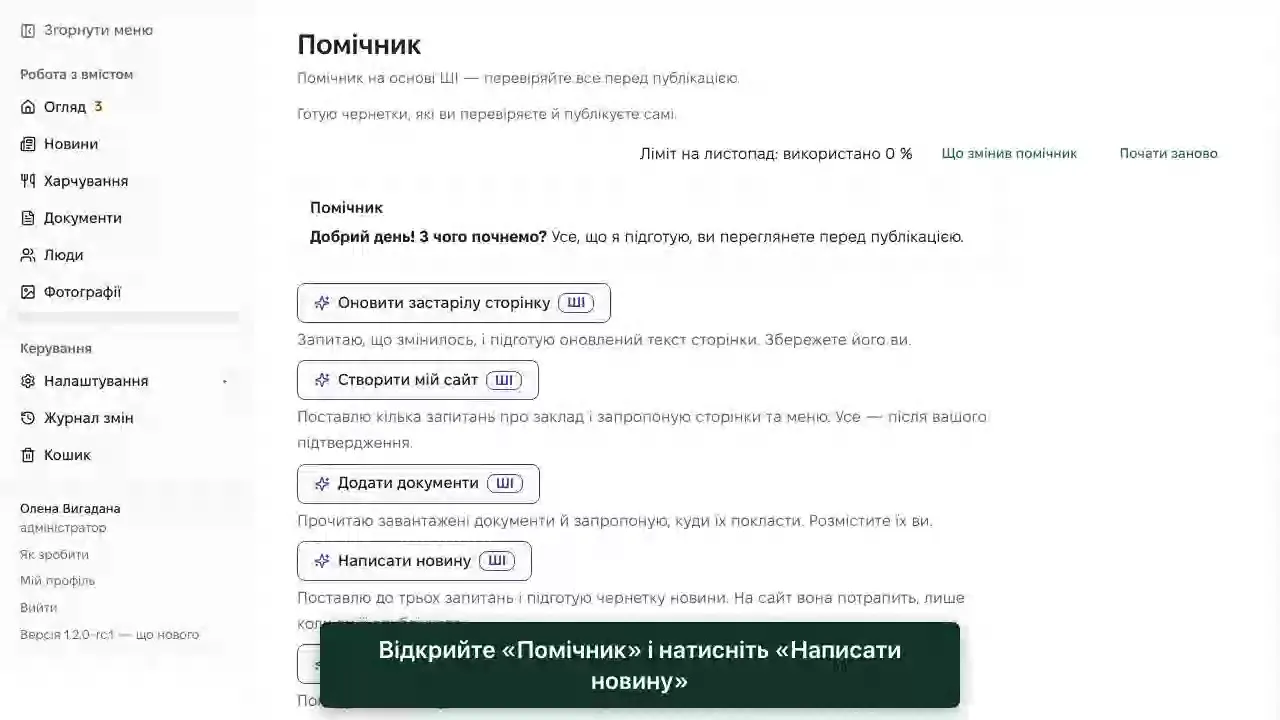 Згорнути меню
Робота з вмістом
Огляд 3
Новини
Харчування
Документи
Люди
Фотографії
Керування
Налаштування
Журнал змін
Кошик
Олена Вигадана
адміністратор
Як зробити
Мій профіль
Вийти
Версія 1.2.0-rc.1 — що нового
Помічник
Помічник на основі ШІ — перевіряйте все перед публікацією.
Готую чернетки, які ви перевіряєте й публікуєте самі.
Ліміт на листопад: використано 0 % Що змінив помічник Почати заново
Помічник
Добрий день! З чого почнемо? Усе, що я підготую, ви переглянете перед публікацією.
Оновити застарілу сторінку ШІ
Запитаю, що змінилось, і підготую оновлений текст сторінки. Збережете його ви.
Створити мій сайт ШІ
Поставлю кілька запитань про заклад і запропоную сторінки та меню. Усе — після вашого
підтвердження.
Додати документи ШІ
Прочитаю завантажені документи й запропоную, куди їх покласти. Розмістите їх ви.
Написати новину ШІ
Поставлю до трьох запитань і підготую чернетку новини. На сайт вона потрапить, лише
Відкрийте «Помічник» і натисніть «Написати
новину»